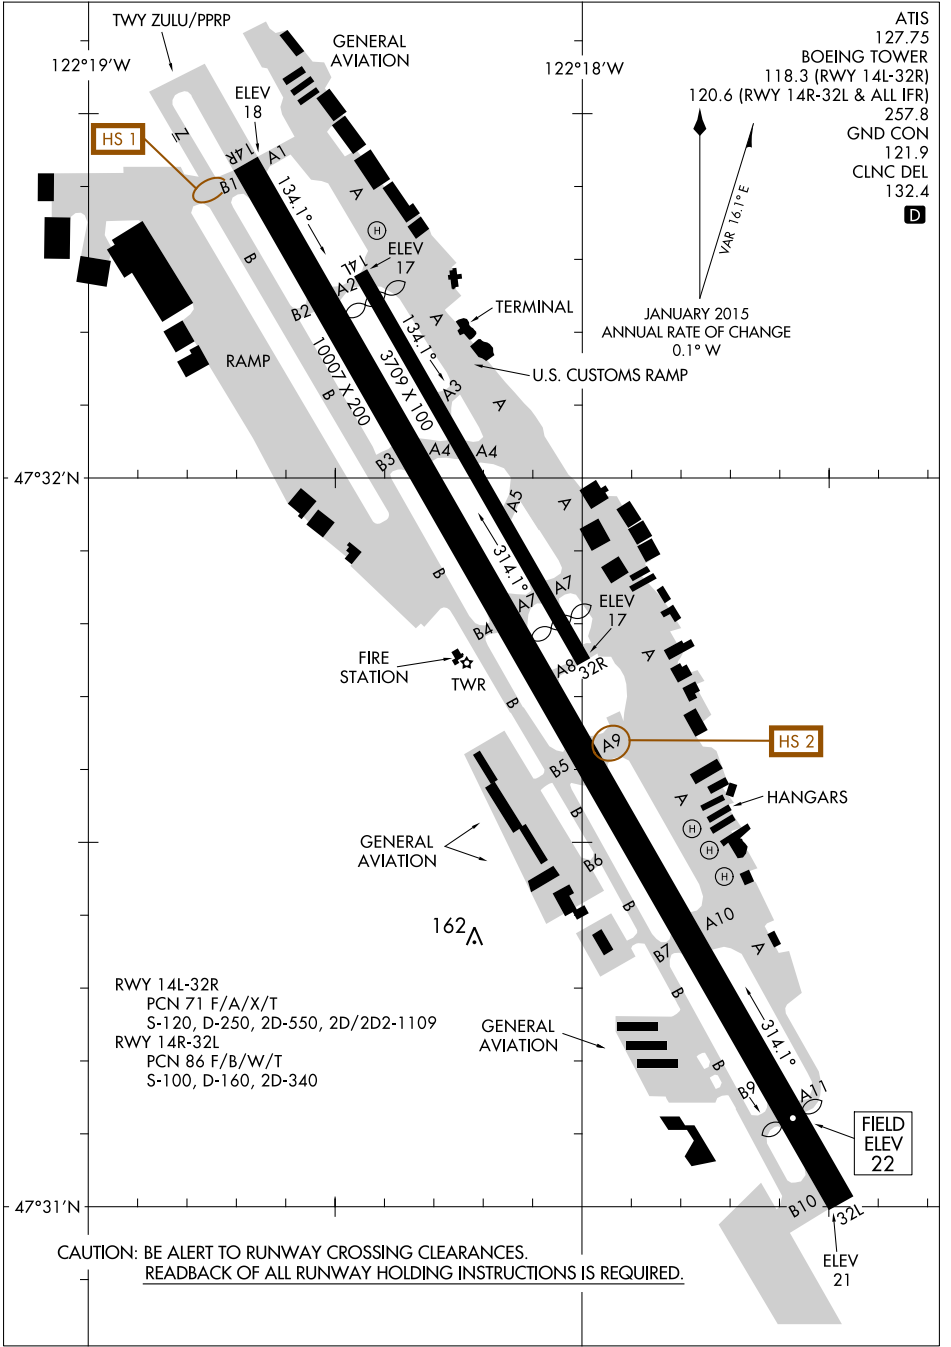 TWY ZULU/PPRP
GENERAL
AVIATION
ATIS
127.75
BOEING TOWER
118.3 (RWY 14L-32R)
120.6 (RWY 14R-32L & ALL IFR)
257.8
GND CON
121.9
CLNC DEL
132.4
D
122°19'W
122°18'W
ELEV
18
HS 1
Z
14R
A1
B1
134.1°
A
H
VAR 16.1° E
JANUARY 2015
ANNUAL RATE OF CHANGE
0.1° W
B
14L
ELEV
17
A2
B2
A
TERMINAL
134.1°
U.S. CUSTOMS RAMP
RAMP
10007 X 200
3709 X 100
A3
A
B
B3
A4
A4
47°32'N
A5
A
314.1°
B
A7
A7
ELEV
17
B4
A
FIRE
STATION
TWR
A8
32R
B
A9
HS 2
B5
A
HANGARS
B
H
H
H
GENERAL
AVIATION
B6
B
A10
162
B7
A
RWY 14L-32R
PCN 71 F/A/X/T
S-120, D-250, 2D-550, 2D/2D2-1109
RWY 14R-32L
PCN 86 F/B/W/T
S-100, D-160, 2D-340
B
GENERAL
AVIATION
314.1°
B
B9
A11
FIELD
ELEV
22
47°31'N
B10
32L
ELEV
21
CAUTION: BE ALERT TO RUNWAY CROSSING CLEARANCES.
READBACK OF ALL RUNWAY HOLDING INSTRUCTIONS IS REQUIRED.